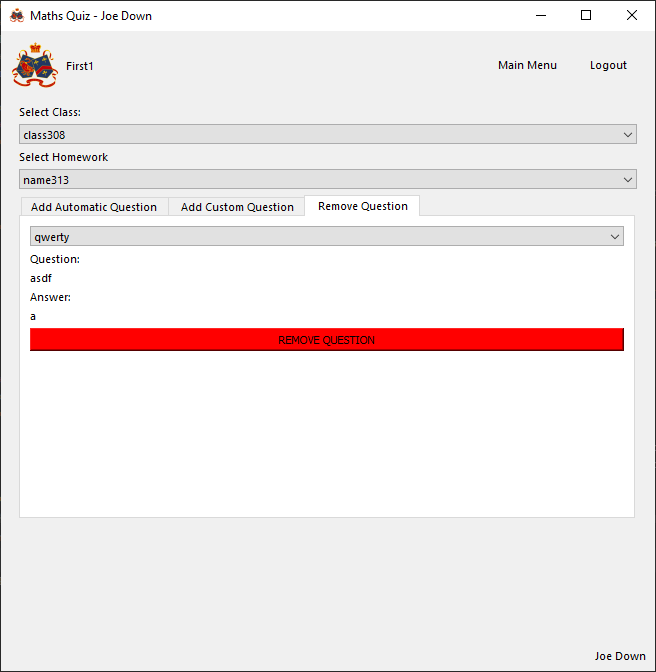 Maths Quiz - Joe Down
First1
Main Menu
Logout
Select Class:
class308
Select Homework
name313
Add Automatic Question
Add Custom Question
Remove Question
qwerty
Question:
asdf
Answer:
a
REMOVE QUESTION
Joe Down